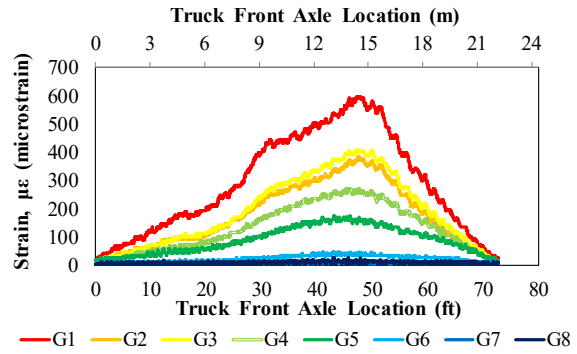 Truck Front Axle Location (m)
0 3 6 9 12 15 18 21 24
700
600
500
400
300
200
100
0
Strain, με (microstrain)
0 10 20 30 40 50 60 70 80
Truck Front Axle Location (ft)
G1 G2 G3 G4 G5 G6 G7 G8